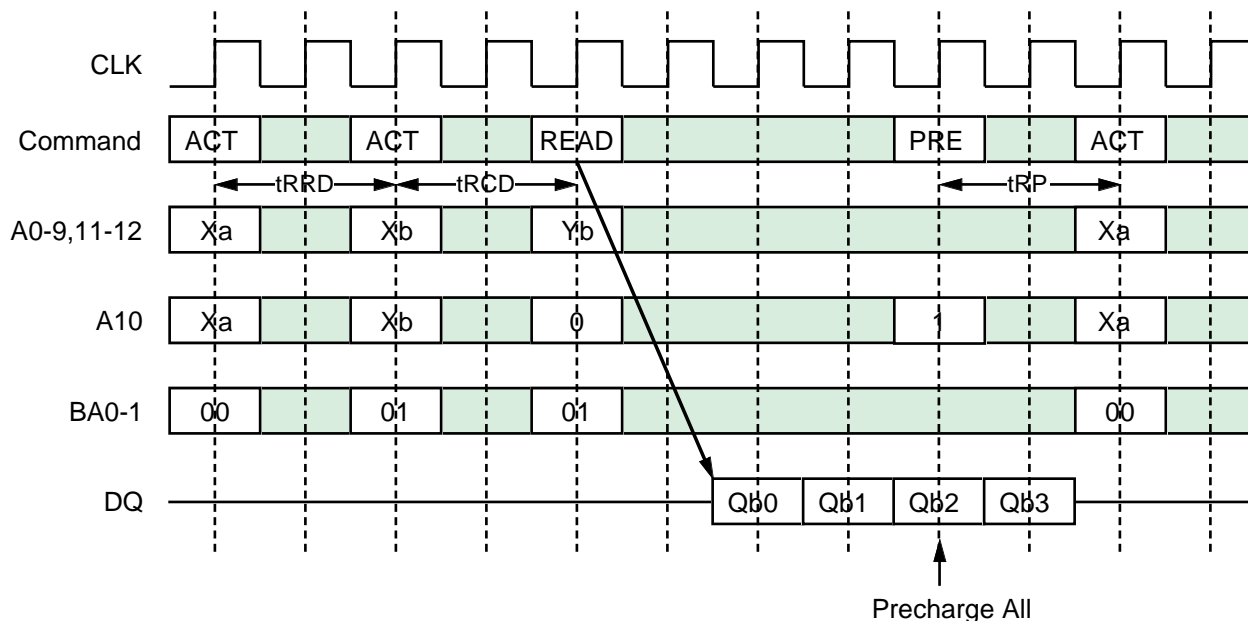 CLK
Command ACT ACT READ PRE ACT
tRRD tRCD tRP
A0-9,11-12 Xa Xb Yb Xa
A10 Xa Xb 0 1 Xa
BA0-1 00 01 01 00
DQ Qb0 Qb1 Qb2 Qb3
Precharge All